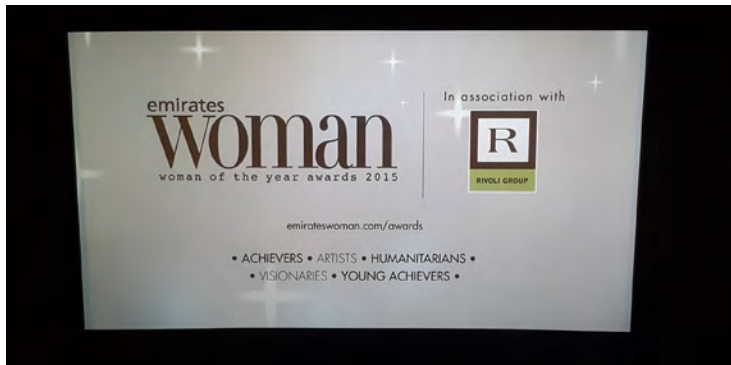 emirates
woman
woman of the year awards 2015
In association with
R
RIVOLI GROUP
emirateswoman.com/awards
• ACHIEVERS • ARTISTS • HUMANITARIANS •
• VISIONARIES • YOUNG ACHIEVERS •